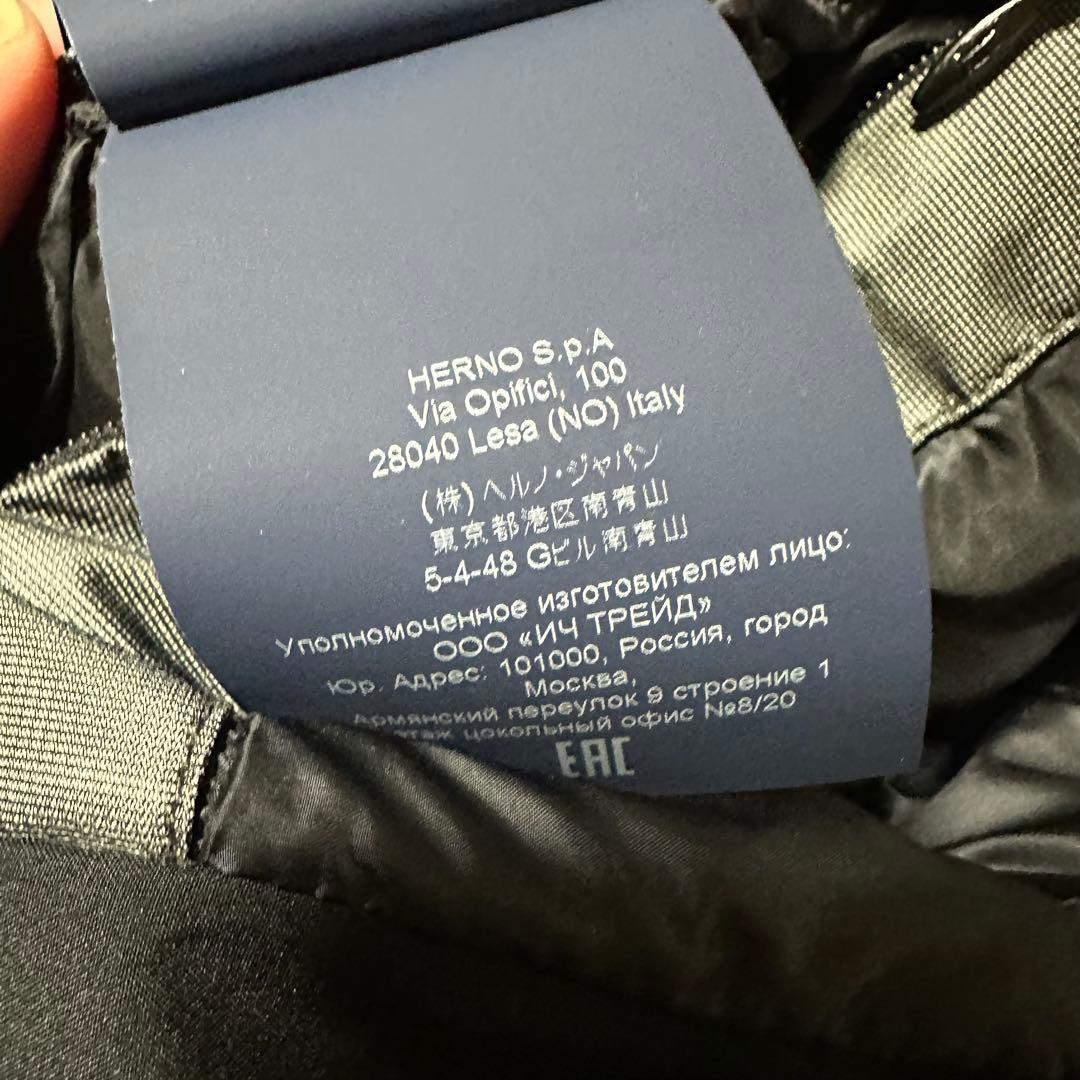 HERNO S.p.A
Via Opifici, 100
28040 Lesa (NO) Italy
(株) ヘルノ・ジャパン
東京都港区南青山
5-4-48 Gビル南青山
Уполномоченное изготовителем лицо:
ООО «ИЧ ТРЕЙД»
Юр. Адрес: 101000, Россия, город
Москва,
Армянский переулок 9 строение 1
цокольный офис №8/20
EAC